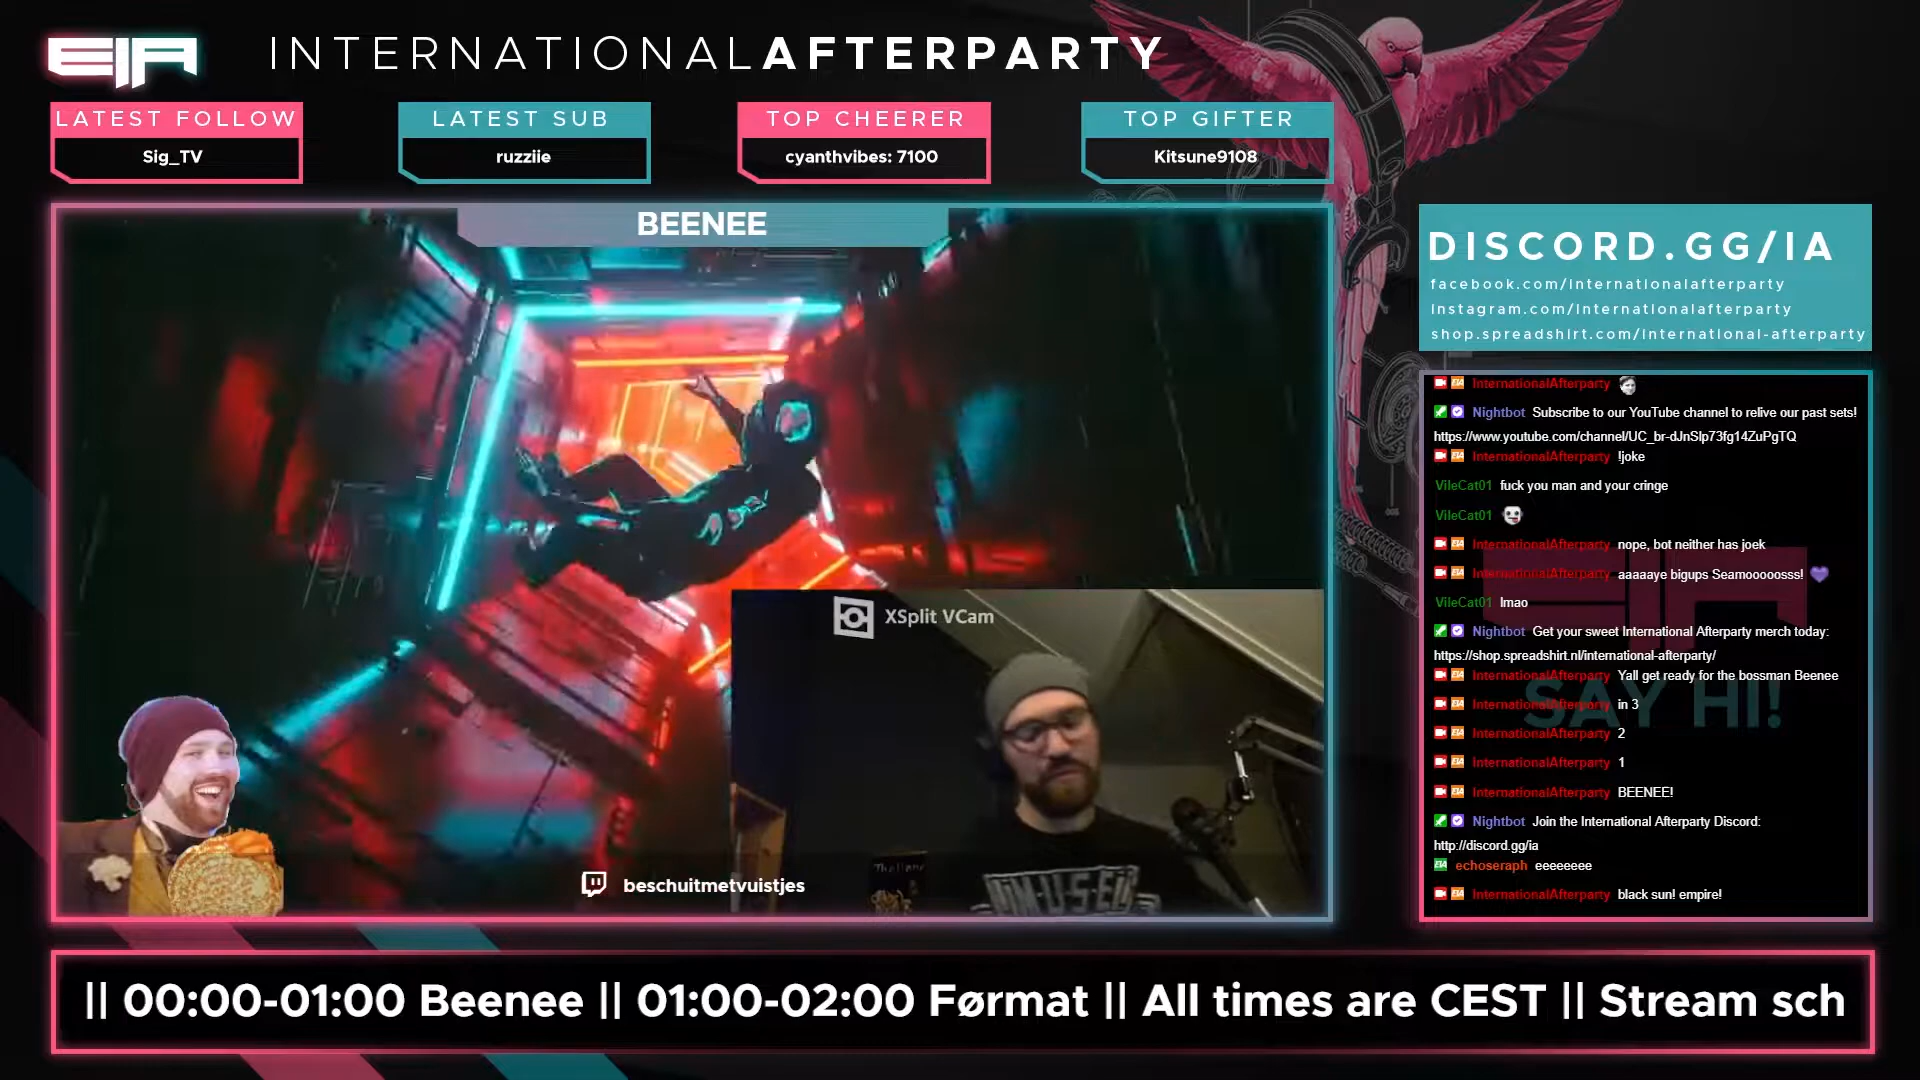 EIA
INTERNATIONALAFTERPARTY
LATEST FOLLOW
Sig_TV
LATEST SUB
ruzziie
TOP CHEERER
cyanthvibes: 7100
TOP GIFTER
Kitsune9108
BEENEE
DISCORD.GG/IA
facebook.com/internationalafterparty
instagram.com/internationalafterparty
shop.spreadshirt.com/international-afterparty
InternationalAfterparty
Nightbot Subscribe to our YouTube channel to relive our past sets!
https://www.youtube.com/channel/UC_br-dJnSlp73fg14ZuPgTQ
InternationalAfterparty !joke
VileCat01 fuck you man and your cringe
VileCat01
InternationalAfterparty nope, bot neither has joek
InternationalAfterparty aaaaaye bigups Seamooooosss! 💜
VileCat01 lmao
Nightbot Get your sweet International Afterparty merch today:
https://shop.spreadshirt.nl/international-afterparty/
InternationalAfterparty Yall get ready for the bossman Beenee
InternationalAfterparty in 3
InternationalAfterparty 2
InternationalAfterparty 1
InternationalAfterparty BEENEE!
Nightbot Join the International Afterparty Discord:
http://discord.gg/ia
echoseraph eeeeeeee
InternationalAfterparty black sun! empire!
SAY HI!
XSplit VCam
beschuitmetvuistjes
|| 00:00-01:00 Beenee || 01:00-02:00 Førmat || All times are CEST || Stream sch